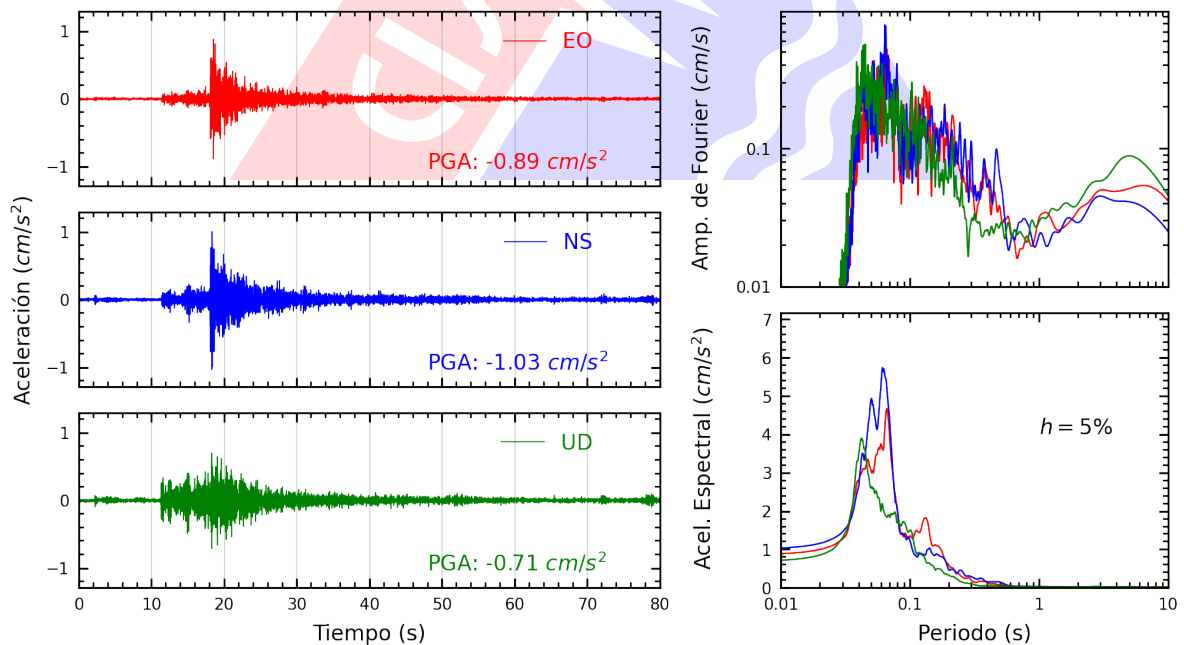 Aceleración (cm/s²)
1
0
−1
EO
PGA: -0.89 cm/s²
1
0
−1
NS
PGA: -1.03 cm/s²
1
0
−1
UD
PGA: -0.71 cm/s²
0 10 20 30 40 50 60 70 80
Tiempo (s)
Amp. de Fourier (cm/s)
0.1
0.01
Acel. Espectral (cm/s²)
7
6
5
4
3
2
1
0
h = 5%
0.01 0.1 1 10
Periodo (s)